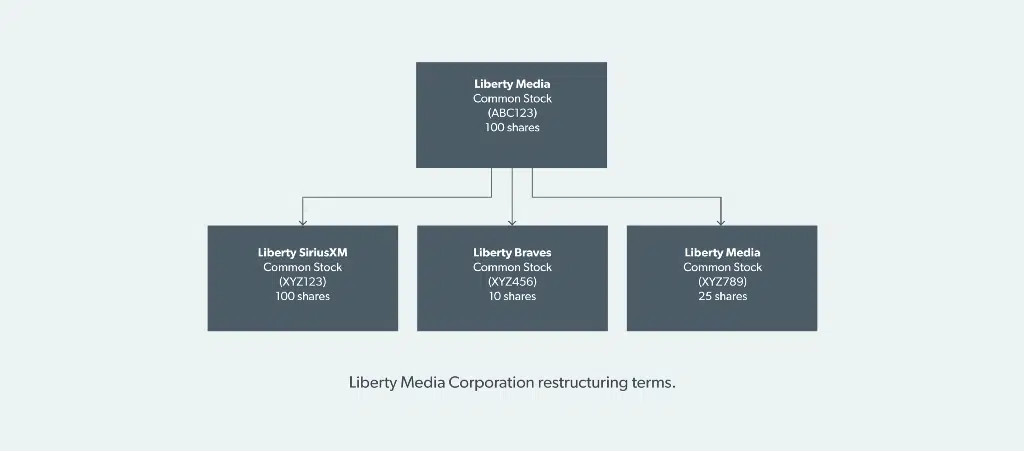 Liberty Media
Common Stock
(ABC123)
100 shares
Liberty SiriusXM
Common Stock
(XYZ123)
100 shares
Liberty Braves
Common Stock
(XYZ456)
10 shares
Liberty Media
Common Stock
(XYZ789)
25 shares
Liberty Media Corporation restructuring terms.